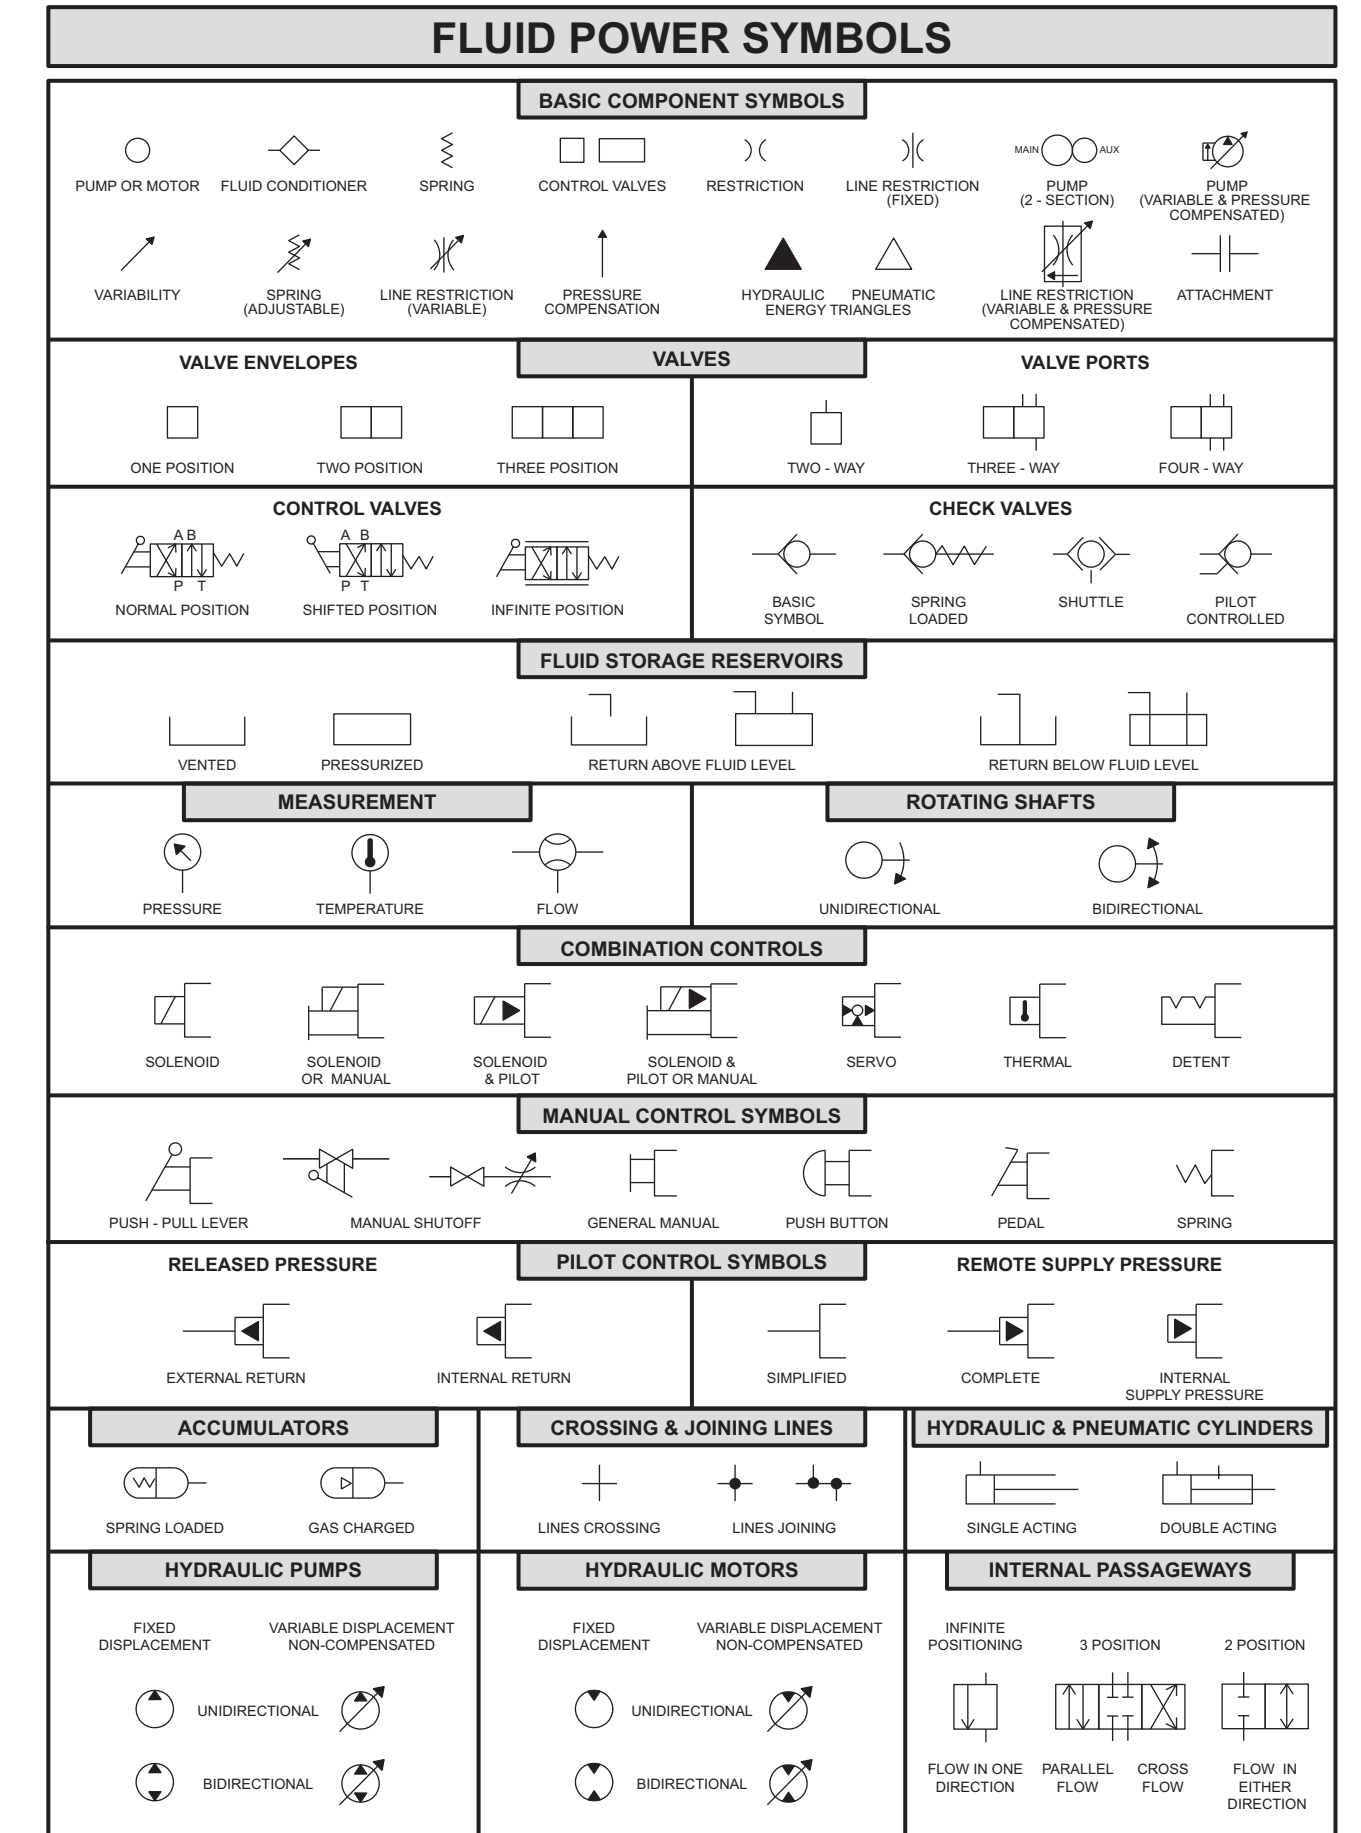 FLUID POWER SYMBOLS
BASIC COMPONENT SYMBOLS
MAIN
AUX
PUMP OR MOTOR
FLUID CONDITIONER
SPRING
CONTROL VALVES
RESTRICTION
LINE RESTRICTION
(FIXED)
PUMP
(2 - SECTION)
PUMP
(VARIABLE & PRESSURE
COMPENSATED)
VARIABILITY
SPRING
(ADJUSTABLE)
LINE RESTRICTION
(VARIABLE)
PRESSURE
COMPENSATION
HYDRAULIC PNEUMATIC
ENERGY TRIANGLES
LINE RESTRICTION
(VARIABLE & PRESSURE
COMPENSATED)
ATTACHMENT
VALVES
VALVE ENVELOPES
ONE POSITION
TWO POSITION
THREE POSITION
VALVE PORTS
TWO - WAY
THREE - WAY
FOUR - WAY
CONTROL VALVES
A B
P T
NORMAL POSITION
A B
P T
SHIFTED POSITION
INFINITE POSITION
CHECK VALVES
BASIC
SYMBOL
SPRING
LOADED
SHUTTLE
PILOT
CONTROLLED
FLUID STORAGE RESERVOIRS
VENTED
PRESSURIZED
RETURN ABOVE FLUID LEVEL
RETURN BELOW FLUID LEVEL
MEASUREMENT
PRESSURE
TEMPERATURE
FLOW
ROTATING SHAFTS
UNIDIRECTIONAL
BIDIRECTIONAL
COMBINATION CONTROLS
SOLENOID
SOLENOID
OR MANUAL
SOLENOID
& PILOT
SOLENOID &
PILOT OR MANUAL
SERVO
THERMAL
DETENT
MANUAL CONTROL SYMBOLS
PUSH - PULL LEVER
MANUAL SHUTOFF
GENERAL MANUAL
PUSH BUTTON
PEDAL
SPRING
PILOT CONTROL SYMBOLS
RELEASED PRESSURE
EXTERNAL RETURN
INTERNAL RETURN
REMOTE SUPPLY PRESSURE
SIMPLIFIED
COMPLETE
INTERNAL
SUPPLY PRESSURE
ACCUMULATORS
SPRING LOADED
GAS CHARGED
CROSSING & JOINING LINES
LINES CROSSING
LINES JOINING
HYDRAULIC & PNEUMATIC CYLINDERS
SINGLE ACTING
DOUBLE ACTING
HYDRAULIC PUMPS
FIXED
DISPLACEMENT
VARIABLE DISPLACEMENT
NON-COMPENSATED
UNIDIRECTIONAL
BIDIRECTIONAL
HYDRAULIC MOTORS
FIXED
DISPLACEMENT
VARIABLE DISPLACEMENT
NON-COMPENSATED
UNIDIRECTIONAL
BIDIRECTIONAL
INTERNAL PASSAGEWAYS
INFINITE
POSITIONING
3 POSITION
2 POSITION
FLOW IN ONE
DIRECTION
PARALLEL
FLOW
CROSS
FLOW
FLOW IN
EITHER
DIRECTION